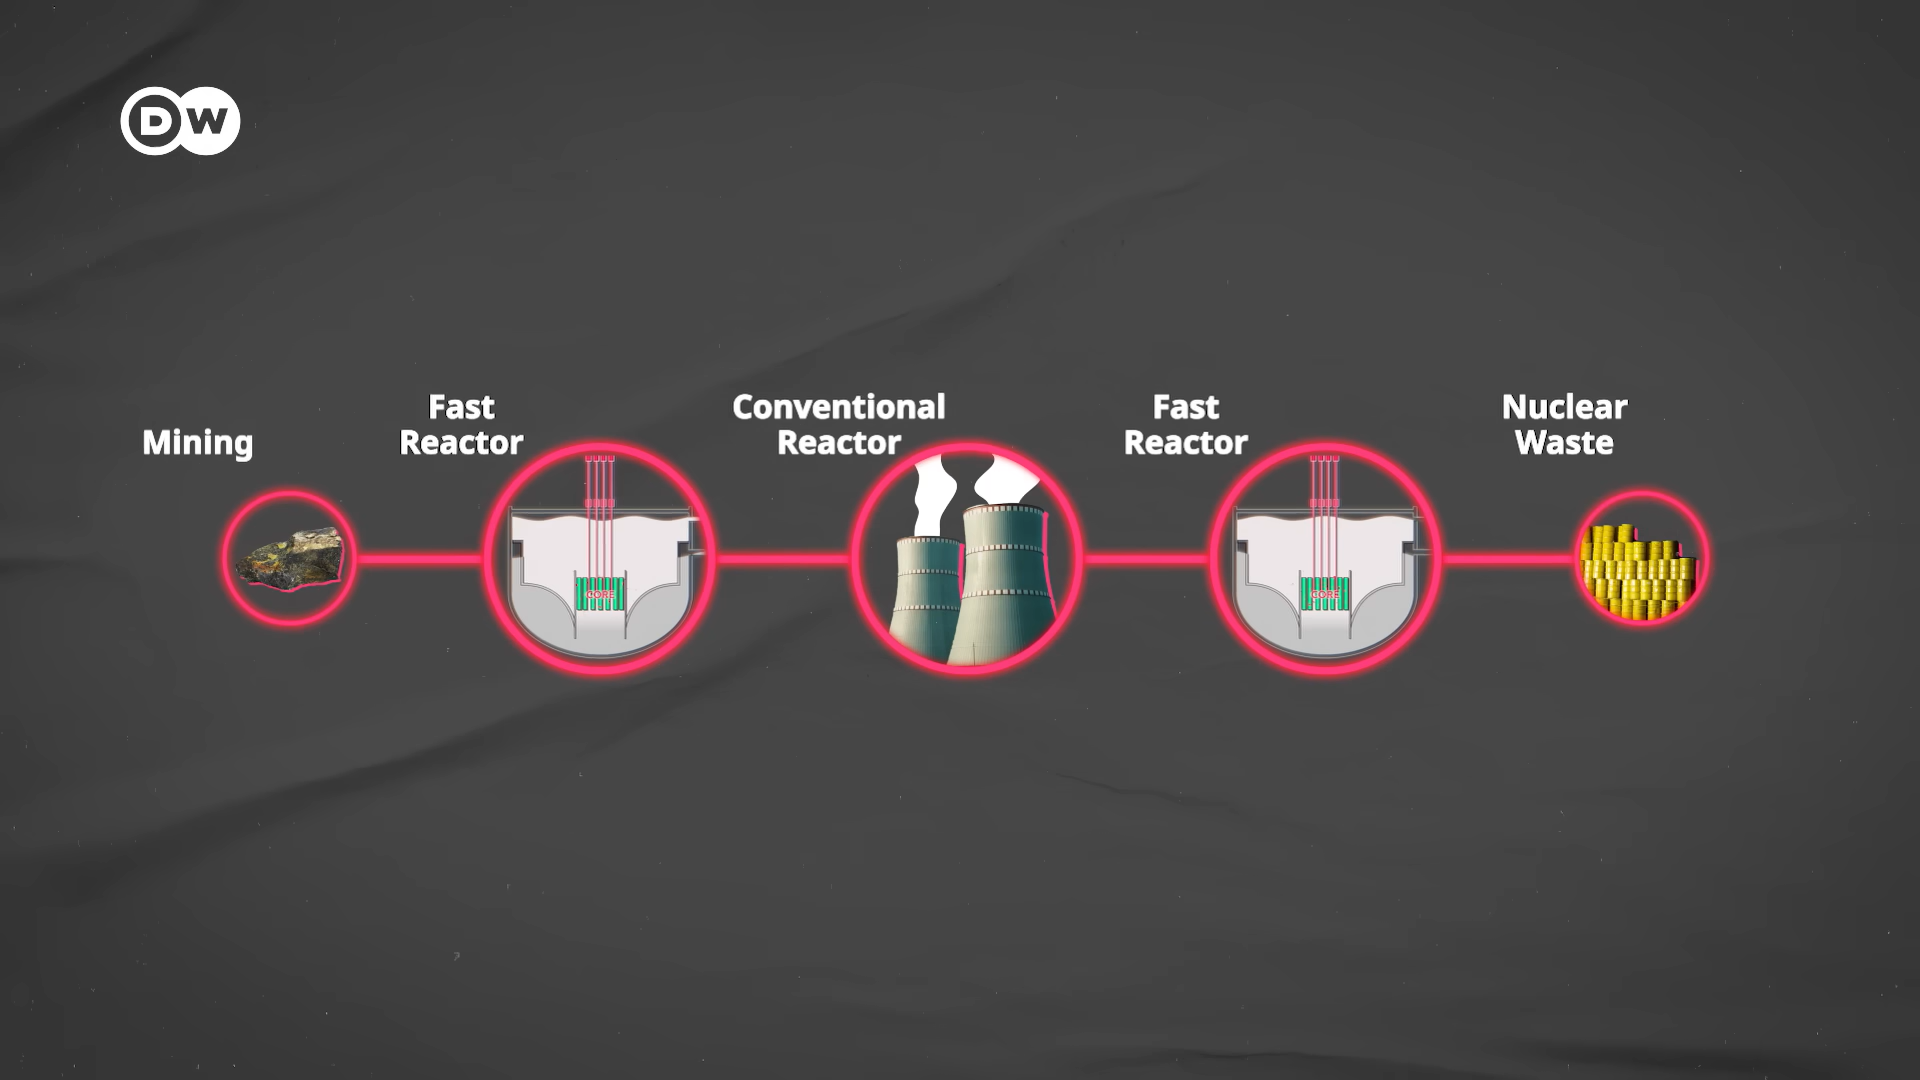 DW
Mining
Fast
Reactor
Conventional
Reactor
Fast
Reactor
Nuclear
Waste
CORE
CORE